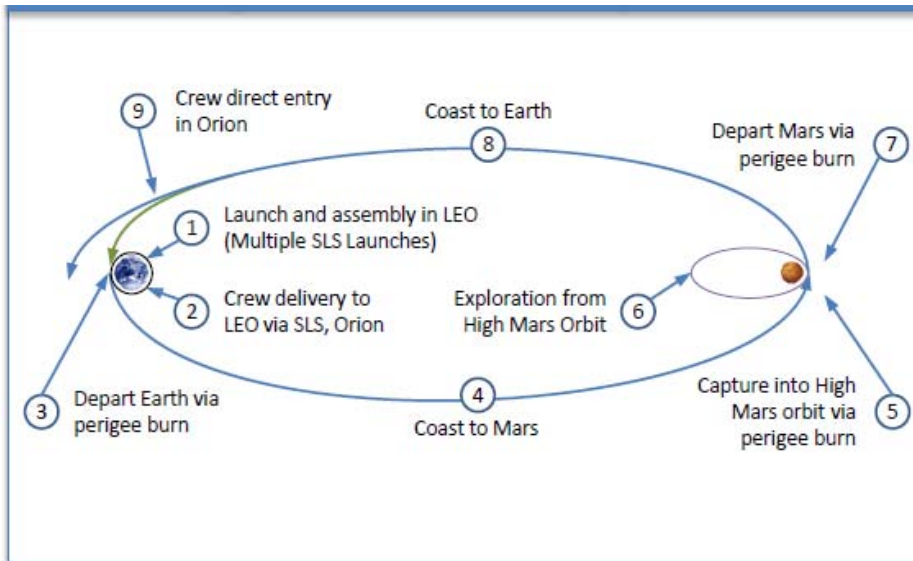 9
Crew direct entry
in Orion
Coast to Earth
8
Depart Mars via
perigee burn
7
1
Launch and assembly in LEO
(Multiple SLS Launches)
2
Crew delivery to
LEO via SLS, Orion
Exploration from
High Mars Orbit
6
3
Depart Earth via
perigee burn
4
Coast to Mars
Capture into High
Mars orbit via
perigee burn
5